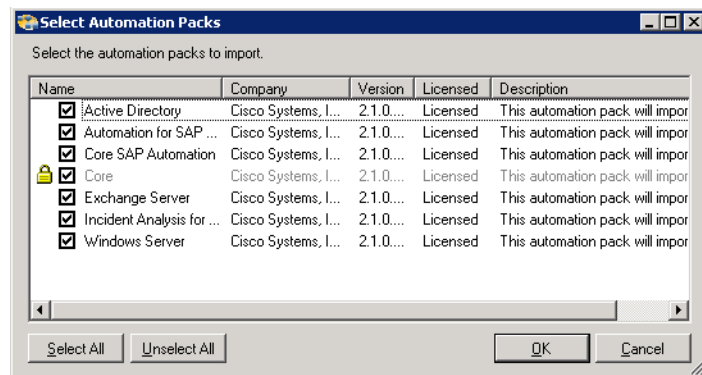 Select Automation Packs
Select the automation packs to import.
Name Company Version Licensed Description
Active Directory Cisco Systems, I... 2.1.0.... Licensed This automation pack will impor
Automation for SAP ... Cisco Systems, I... 2.1.0.... Licensed This automation pack will impor
Core SAP Automation Cisco Systems, I... 2.1.0.... Licensed This automation pack will impor
Core Cisco Systems, I... 2.1.0.... Licensed This automation pack will impor
Exchange Server Cisco Systems, I... 2.1.0.... Licensed This automation pack will impor
Incident Analysis for ... Cisco Systems, I... 2.1.0.... Licensed This automation pack will impor
Windows Server Cisco Systems, I... 2.1.0.... Licensed This automation pack will impor
Select All Unselect All OK Cancel